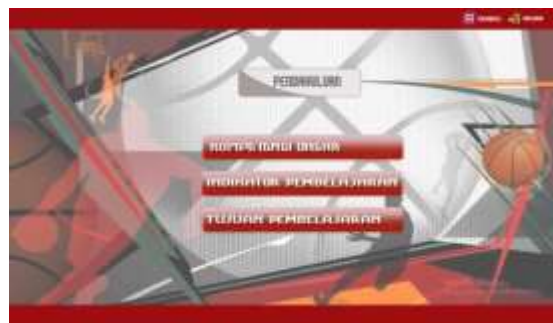 PENDAHULUAN
KOMPETENSI DASAR
INDIKATOR PEMBELAJARAN
TUJUAN PEMBELAJARAN